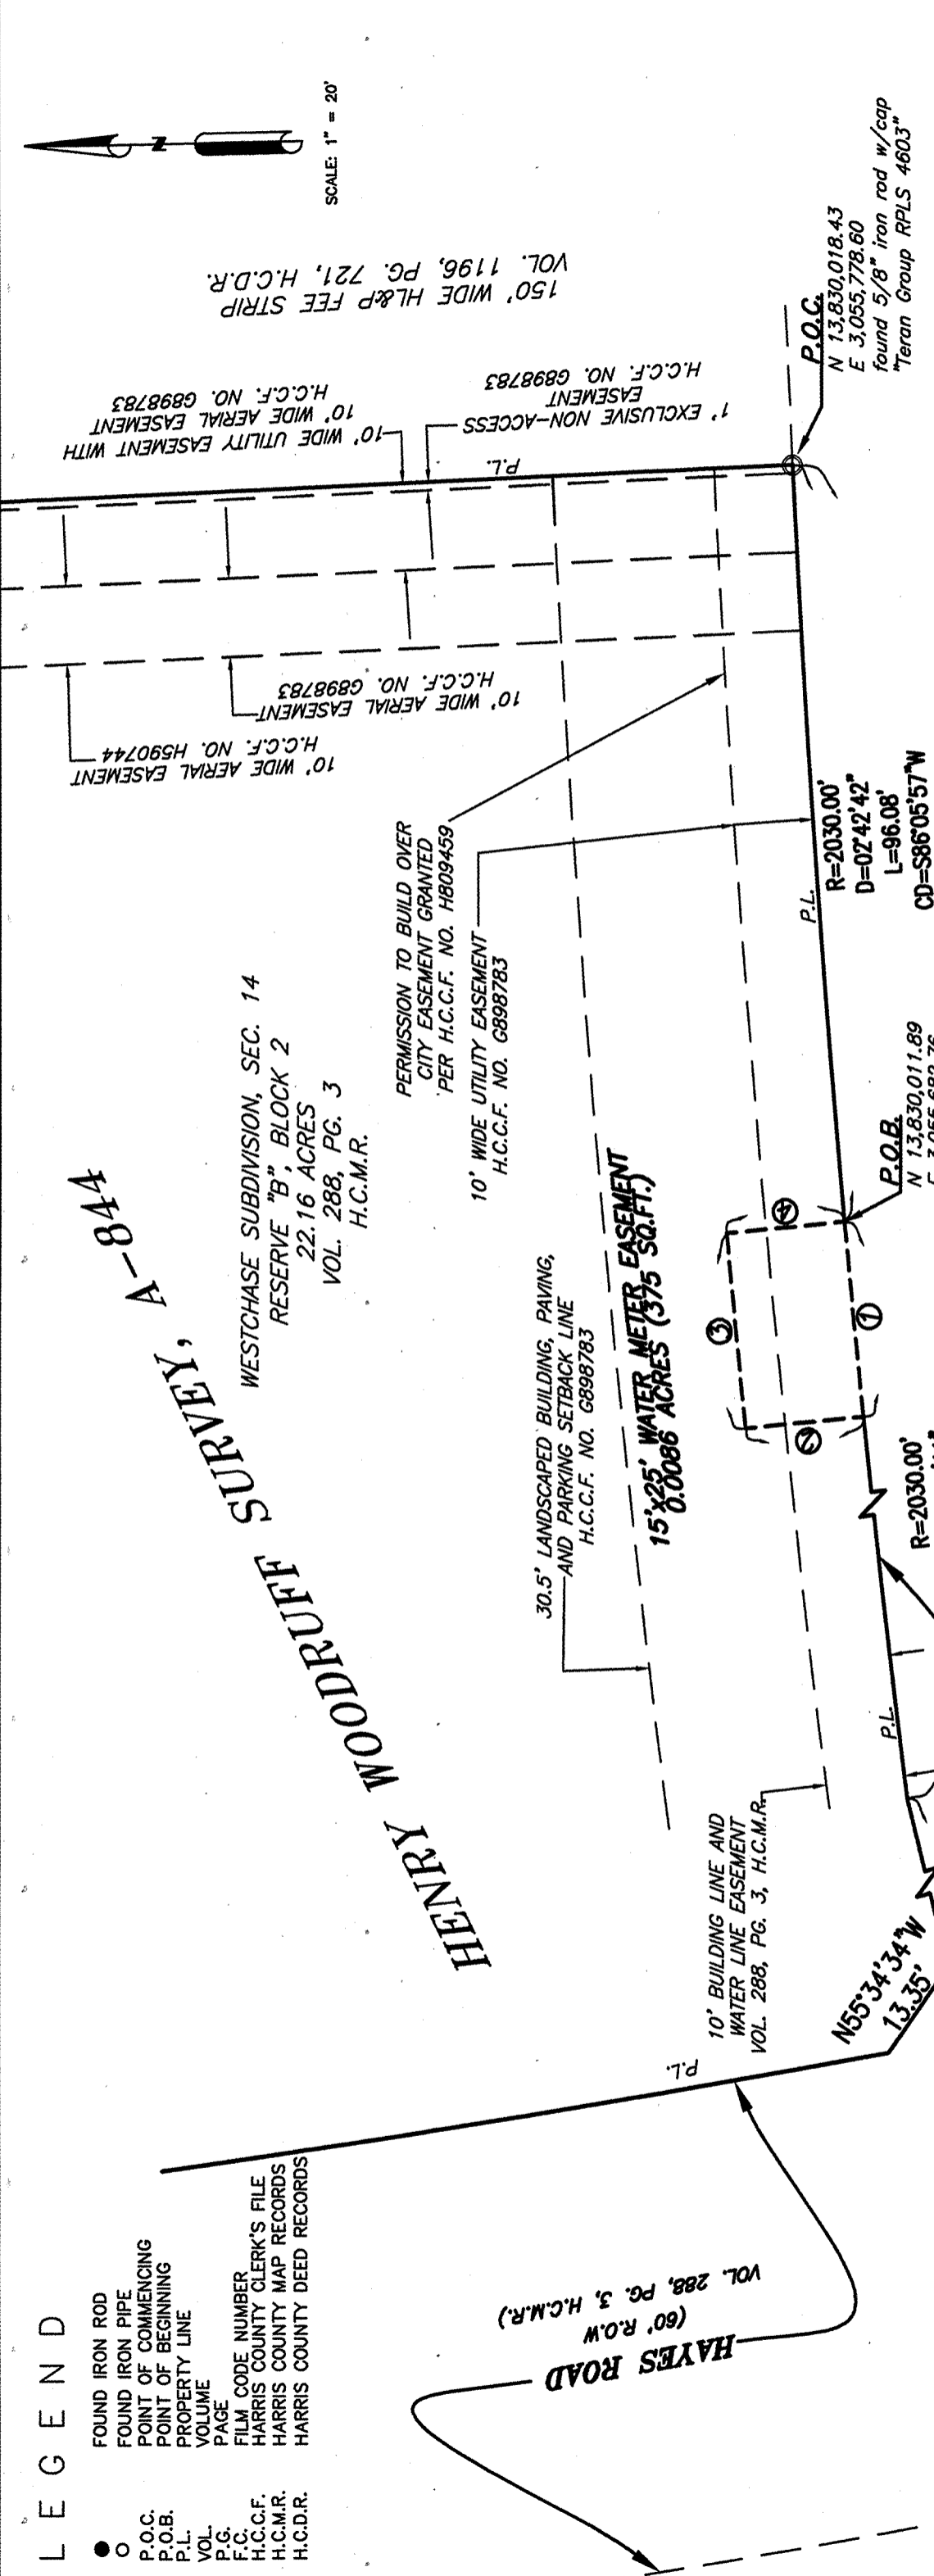 LEGEND
● FOUND IRON ROD
○ FOUND IRON PIPE
P.O.C. POINT OF COMMENCING
P.O.B. POINT OF BEGINNING
P.L. PROPERTY LINE
VOL. VOLUME
P.G. PAGE
F.C. FILM CODE NUMBER
H.C.C.F. HARRIS COUNTY CLERK'S FILE
H.C.M.R. HARRIS COUNTY MAP RECORDS
H.C.D.R. HARRIS COUNTY DEED RECORDS
HAYES ROAD
(60' R.O.W
VOL. 288, PG. 3, H.C.M.R.)
P.L.
N55°34'34"W
13.35'
10' BUILDING LINE AND
WATER LINE EASEMENT
VOL. 288, PG. 3, H.C.M.R.
P.L.
HENRY WOODRUFF SURVEY, A-844
WESTCHASE SUBDIVISION, SEC. 14
RESERVE "B", BLOCK 2
22.16 ACRES
VOL. 288, PG. 3
H.C.M.R.
30.5' LANDSCAPED BUILDING, PAVING,
AND PARKING SETBACK LINE
H.C.C.F. NO. G898783
15'x25' WATER METER EASEMENT
0.0086 ACRES (375 SQ.FT.)
3
2
4
1
R=2030.00'
P.O.B.
N 13,830,011.89
PERMISSION TO BUILD OVER
CITY EASEMENT GRANTED
PER H.C.C.F. NO. H809459
10' WIDE UTILITY EASEMENT
H.C.C.F. NO. G898783
P.L.
R=2030.00'
D=02°42'42"
L=96.08'
CD=S86°05'57"W
10' WIDE AERIAL EASEMENT
H.C.C.F. NO. H590744
10' WIDE AERIAL EASEMENT
H.C.C.F. NO. G898783
10' WIDE UTILITY EASEMENT WITH
10' WIDE AERIAL EASEMENT
H.C.C.F. NO. G898783
1' EXCLUSIVE NON-ACCESS
EASEMENT
H.C.C.F. NO. G898783
P.L.
150' WIDE HL&P FEE STRIP
VOL. 1196, PG. 721, H.C.D.R.
N
SCALE: 1" = 20'
P.O.C.
N 13,830,018.43
E 3,055,778.60
found 5/8" iron rod w/cap
"Teran Group RPLS 4603"